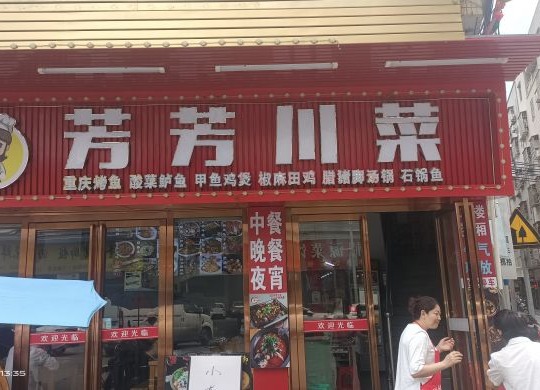 芳芳川菜
重庆烤鱼 酸菜鲈鱼 甲鱼鸡煲 椒麻田鸡 腊猪脚汤锅 石锅鱼
中餐
晚餐
夜宵
欢迎光临
欢迎光临
欢迎光临
13:35